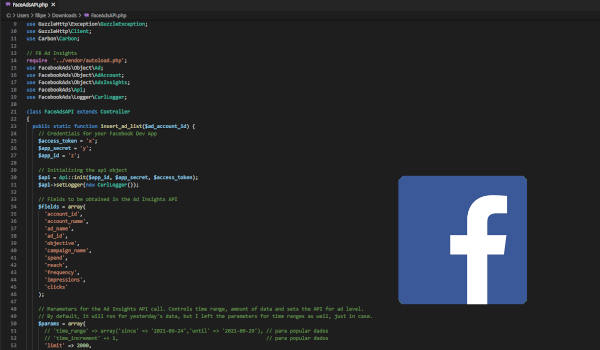 FaceAdsAPI.php ×
C: > Users > filipe > Downloads > FaceAdsAPI.php
9 use GuzzleHttp\Exception\GuzzleException;
10 use GuzzleHttp\Client;
11 use Carbon\Carbon;
12
13 // FB Ad Insights
14 require '../vendor/autoload.php';
15 use FacebookAds\Object\Ad;
16 use FacebookAds\Object\AdAccount;
17 use FacebookAds\Object\AdsInsights;
18 use FacebookAds\Api;
19 use FacebookAds\Logger\CurlLogger;
20
21 class FaceAdsAPI extends Controller
22 {
23 public static function insert_ad_list($ad_account_id) {
24 // Credentials for your Facebook Dev App
25 $access_token = 'x';
26 $app_secret = 'y';
27 $app_id = 'z';
28
29 // Initializing the api object
30 $api = Api::init($app_id, $app_secret, $access_token);
31 $api->setLogger(new CurlLogger());
32
33 // Fields to be obtained in the Ad Insights API
34 $fields = array(
35 'account_id',
36 'account_name',
37 'ad_name',
38 'ad_id',
39 'objective',
40 'campaign_name',
41 'spend',
42 'reach',
43 'frequency',
44 'impressions',
45 'clicks'
46 );
47
48 // Parameters for the Ad Insights API call. Controls time range, amount of data and sets the API for ad level.
49 // By default, it will run for yesterday's data, but I left the parameters for time ranges as well, just in case.
50 $params = array(
51 // 'time_range' => array('since' => '2021-09-24','until' => '2021-09-29'), // para popular dados
52 // 'time_increment' => 1, // para popular dados
53 'limit' => 2000,